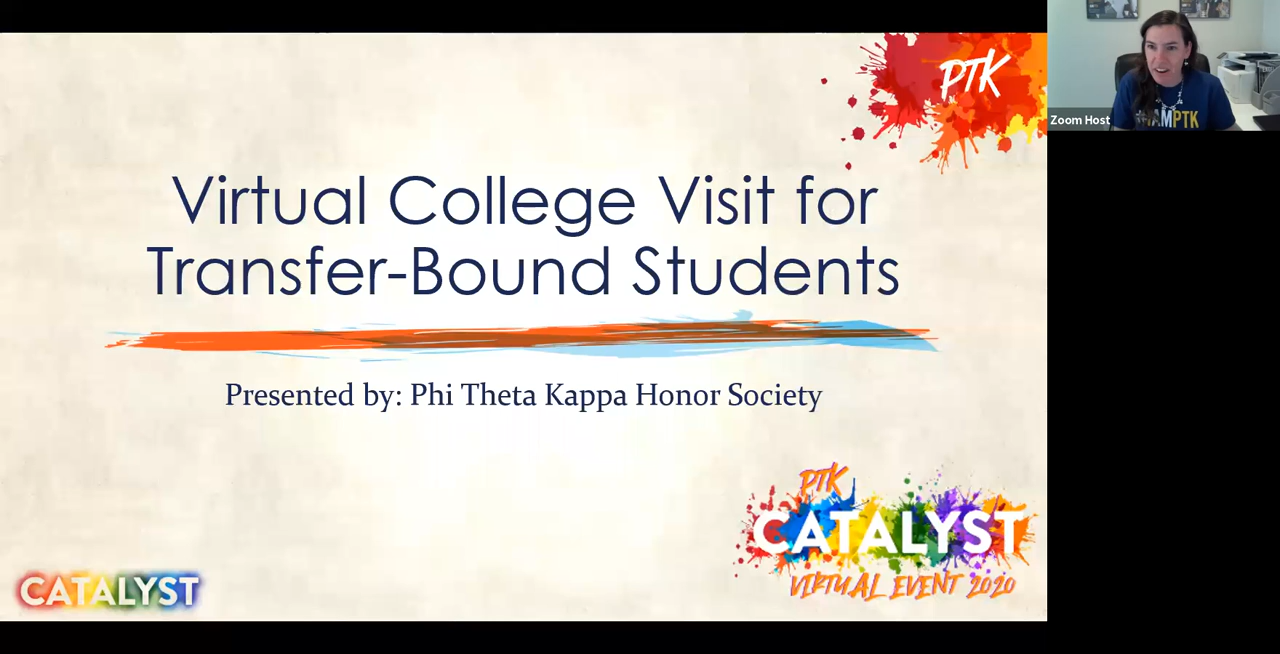 PTK
Zoom Host
#IAMPTK
Virtual College Visit for
Transfer-Bound Students
Presented by: Phi Theta Kappa Honor Society
PTK
CATALYST
VIRTUAL EVENT 2020
CATALYST